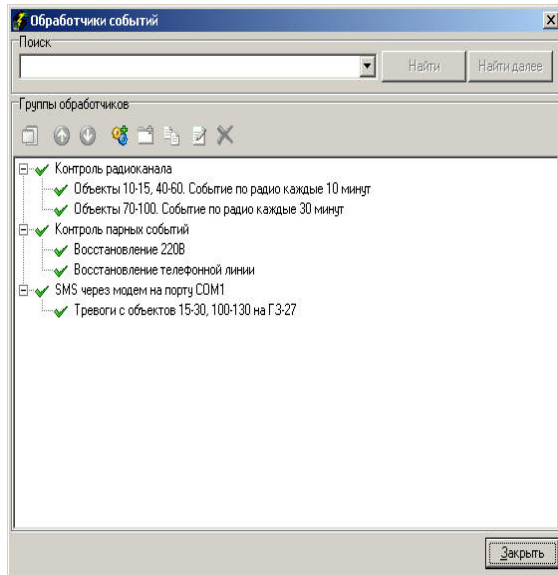 Обработчики событий
Поиск
Найти
Найти далее
Группы обработчиков
Контроль радиоканала
Объекты 10-15, 40-60. Событие по радио каждые 10 минут
Объекты 70-100. Событие по радио каждые 30 минут
Контроль парных событий
Восстановление 220В
Восстановление телефонной линии
SMS через модем на порту COM1
Тревоги с объектов 15-30, 100-130 на ГЗ-27
Закрыть